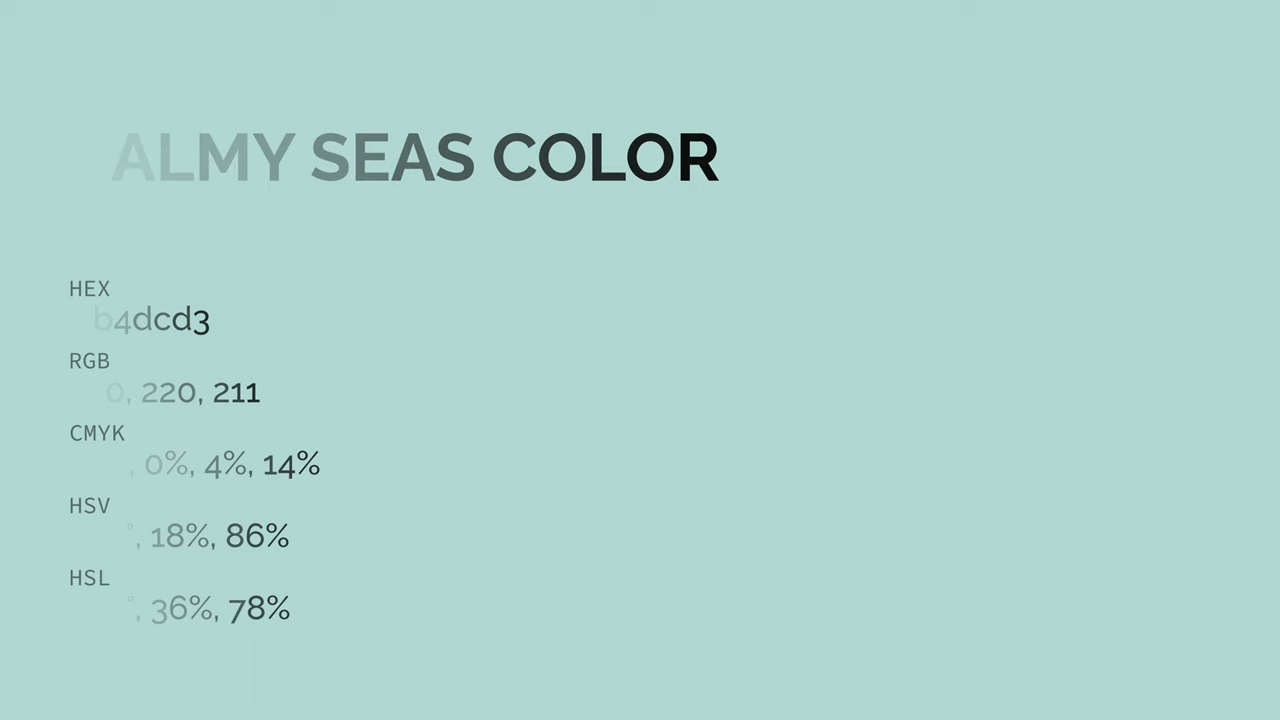 ALMY SEAS COLOR
HEX
b4dcd3
RGB
0, 220, 211
CMYK
, 0%, 4%, 14%
HSV
°, 18%, 86%
HSL
°, 36%, 78%